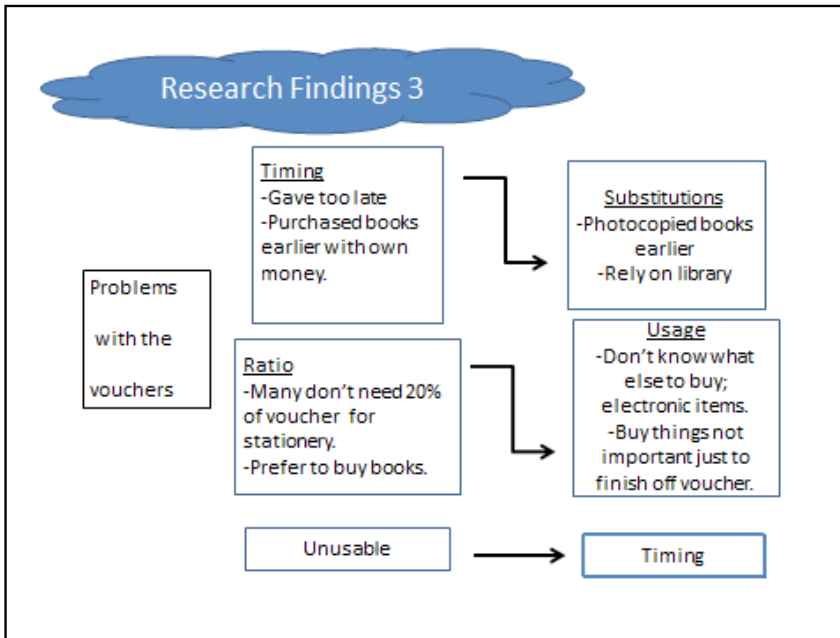 Research Findings 3
Timing
-Gave too late
-Purchased books
earlier with own
money.
Substitutions
-Photocopied books
earlier
-Rely on library
Problems
with the
vouchers
Ratio
-Many don't need 20%
of voucher for
stationery.
-Prefer to buy books.
Usage
-Don't know what
else to buy;
electronic items.
-Buy things not
important just to
finish off voucher.
Unusable
Timing